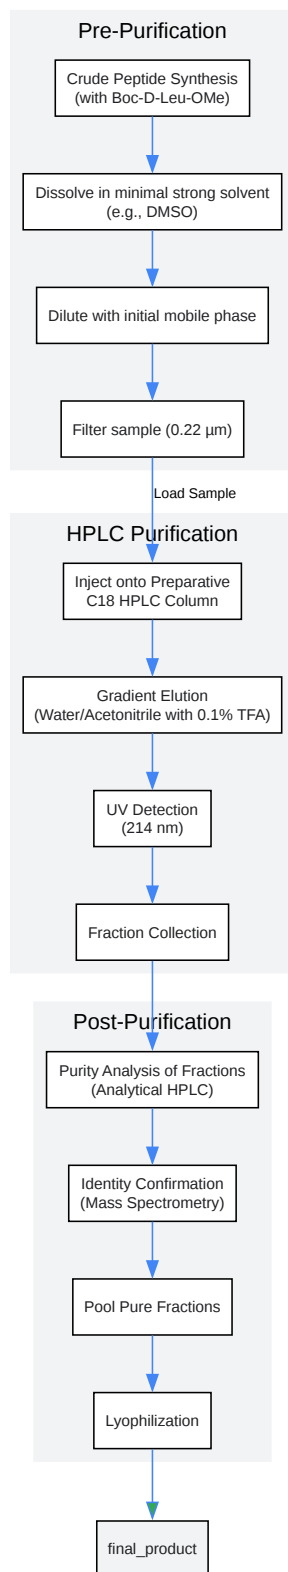 Pre-Purification
Crude Peptide Synthesis
(with Boc-D-Leu-OMe)
Dissolve in minimal strong solvent
(e.g., DMSO)
Dilute with initial mobile phase
Filter sample (0.22 µm)
Load Sample
HPLC Purification
Inject onto Preparative
C18 HPLC Column
Gradient Elution
(Water/Acetonitrile with 0.1% TFA)
UV Detection
(214 nm)
Fraction Collection
Post-Purification
Purity Analysis of Fractions
(Analytical HPLC)
Identity Confirmation
(Mass Spectrometry)
Pool Pure Fractions
Lyophilization
final_product